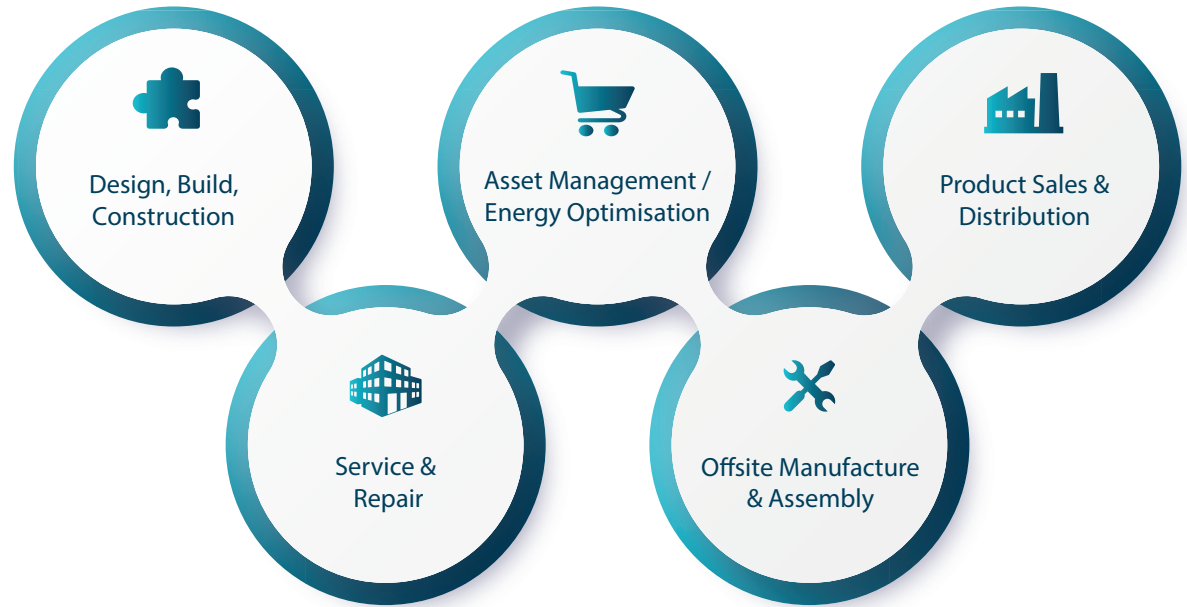 Design, Build,
Construction
Asset Management /
Energy Optimisation
Product Sales &
Distribution
Service &
Repair
Offsite Manufacture
& Assembly